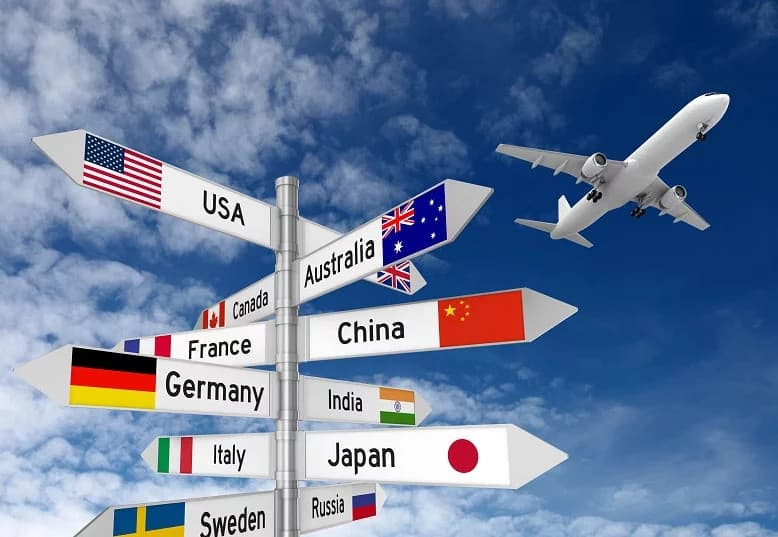 USA
Australia
Canada
China
France
Germany
India
Italy
Japan
Sweden
Russia